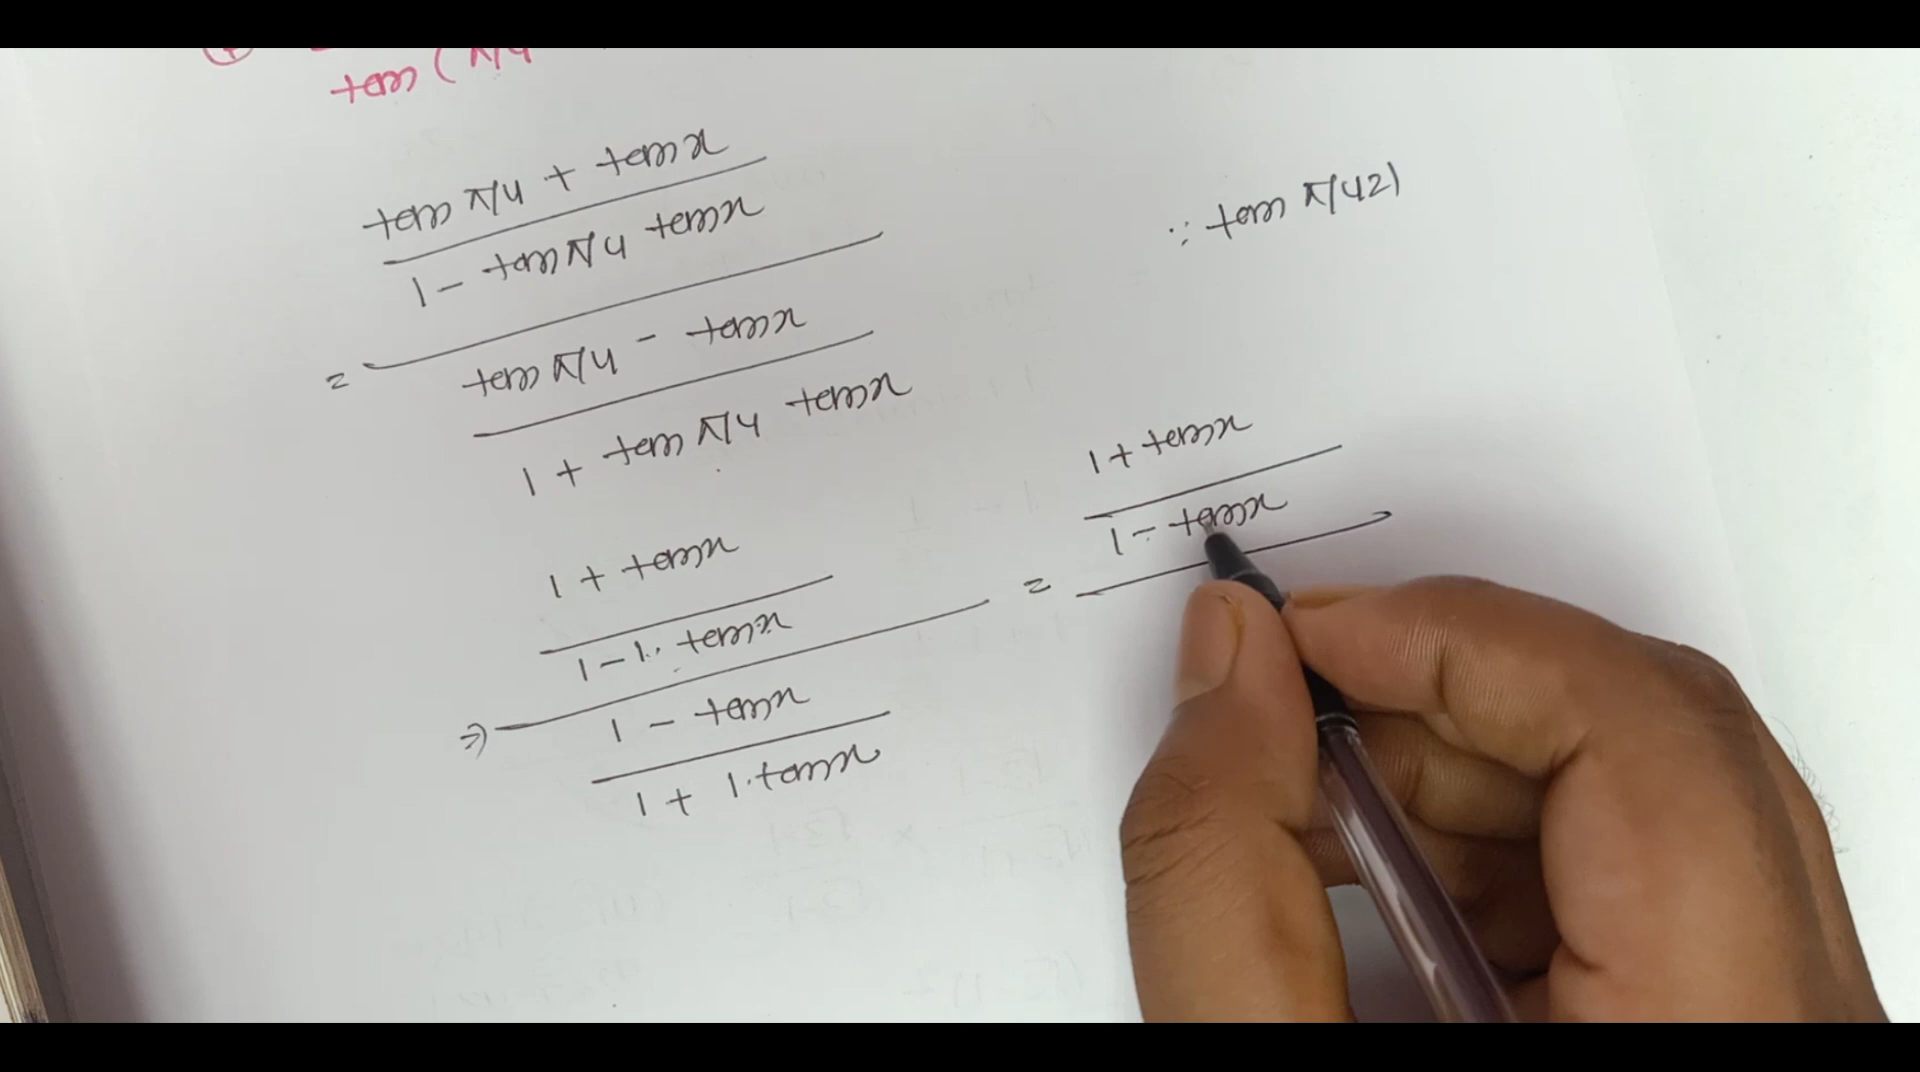 tan (π/4
tan π/4 + tan x
1 - tan π/4 tan x
=
tan π/4 - tan x
1 + tan π/4 tan x
∵ tan π/4 = 1
1 + tan x
1 - 1. tan x
⇒
1 - tan x
1 + 1. tan x
1 + tan x
1 - tan x
=